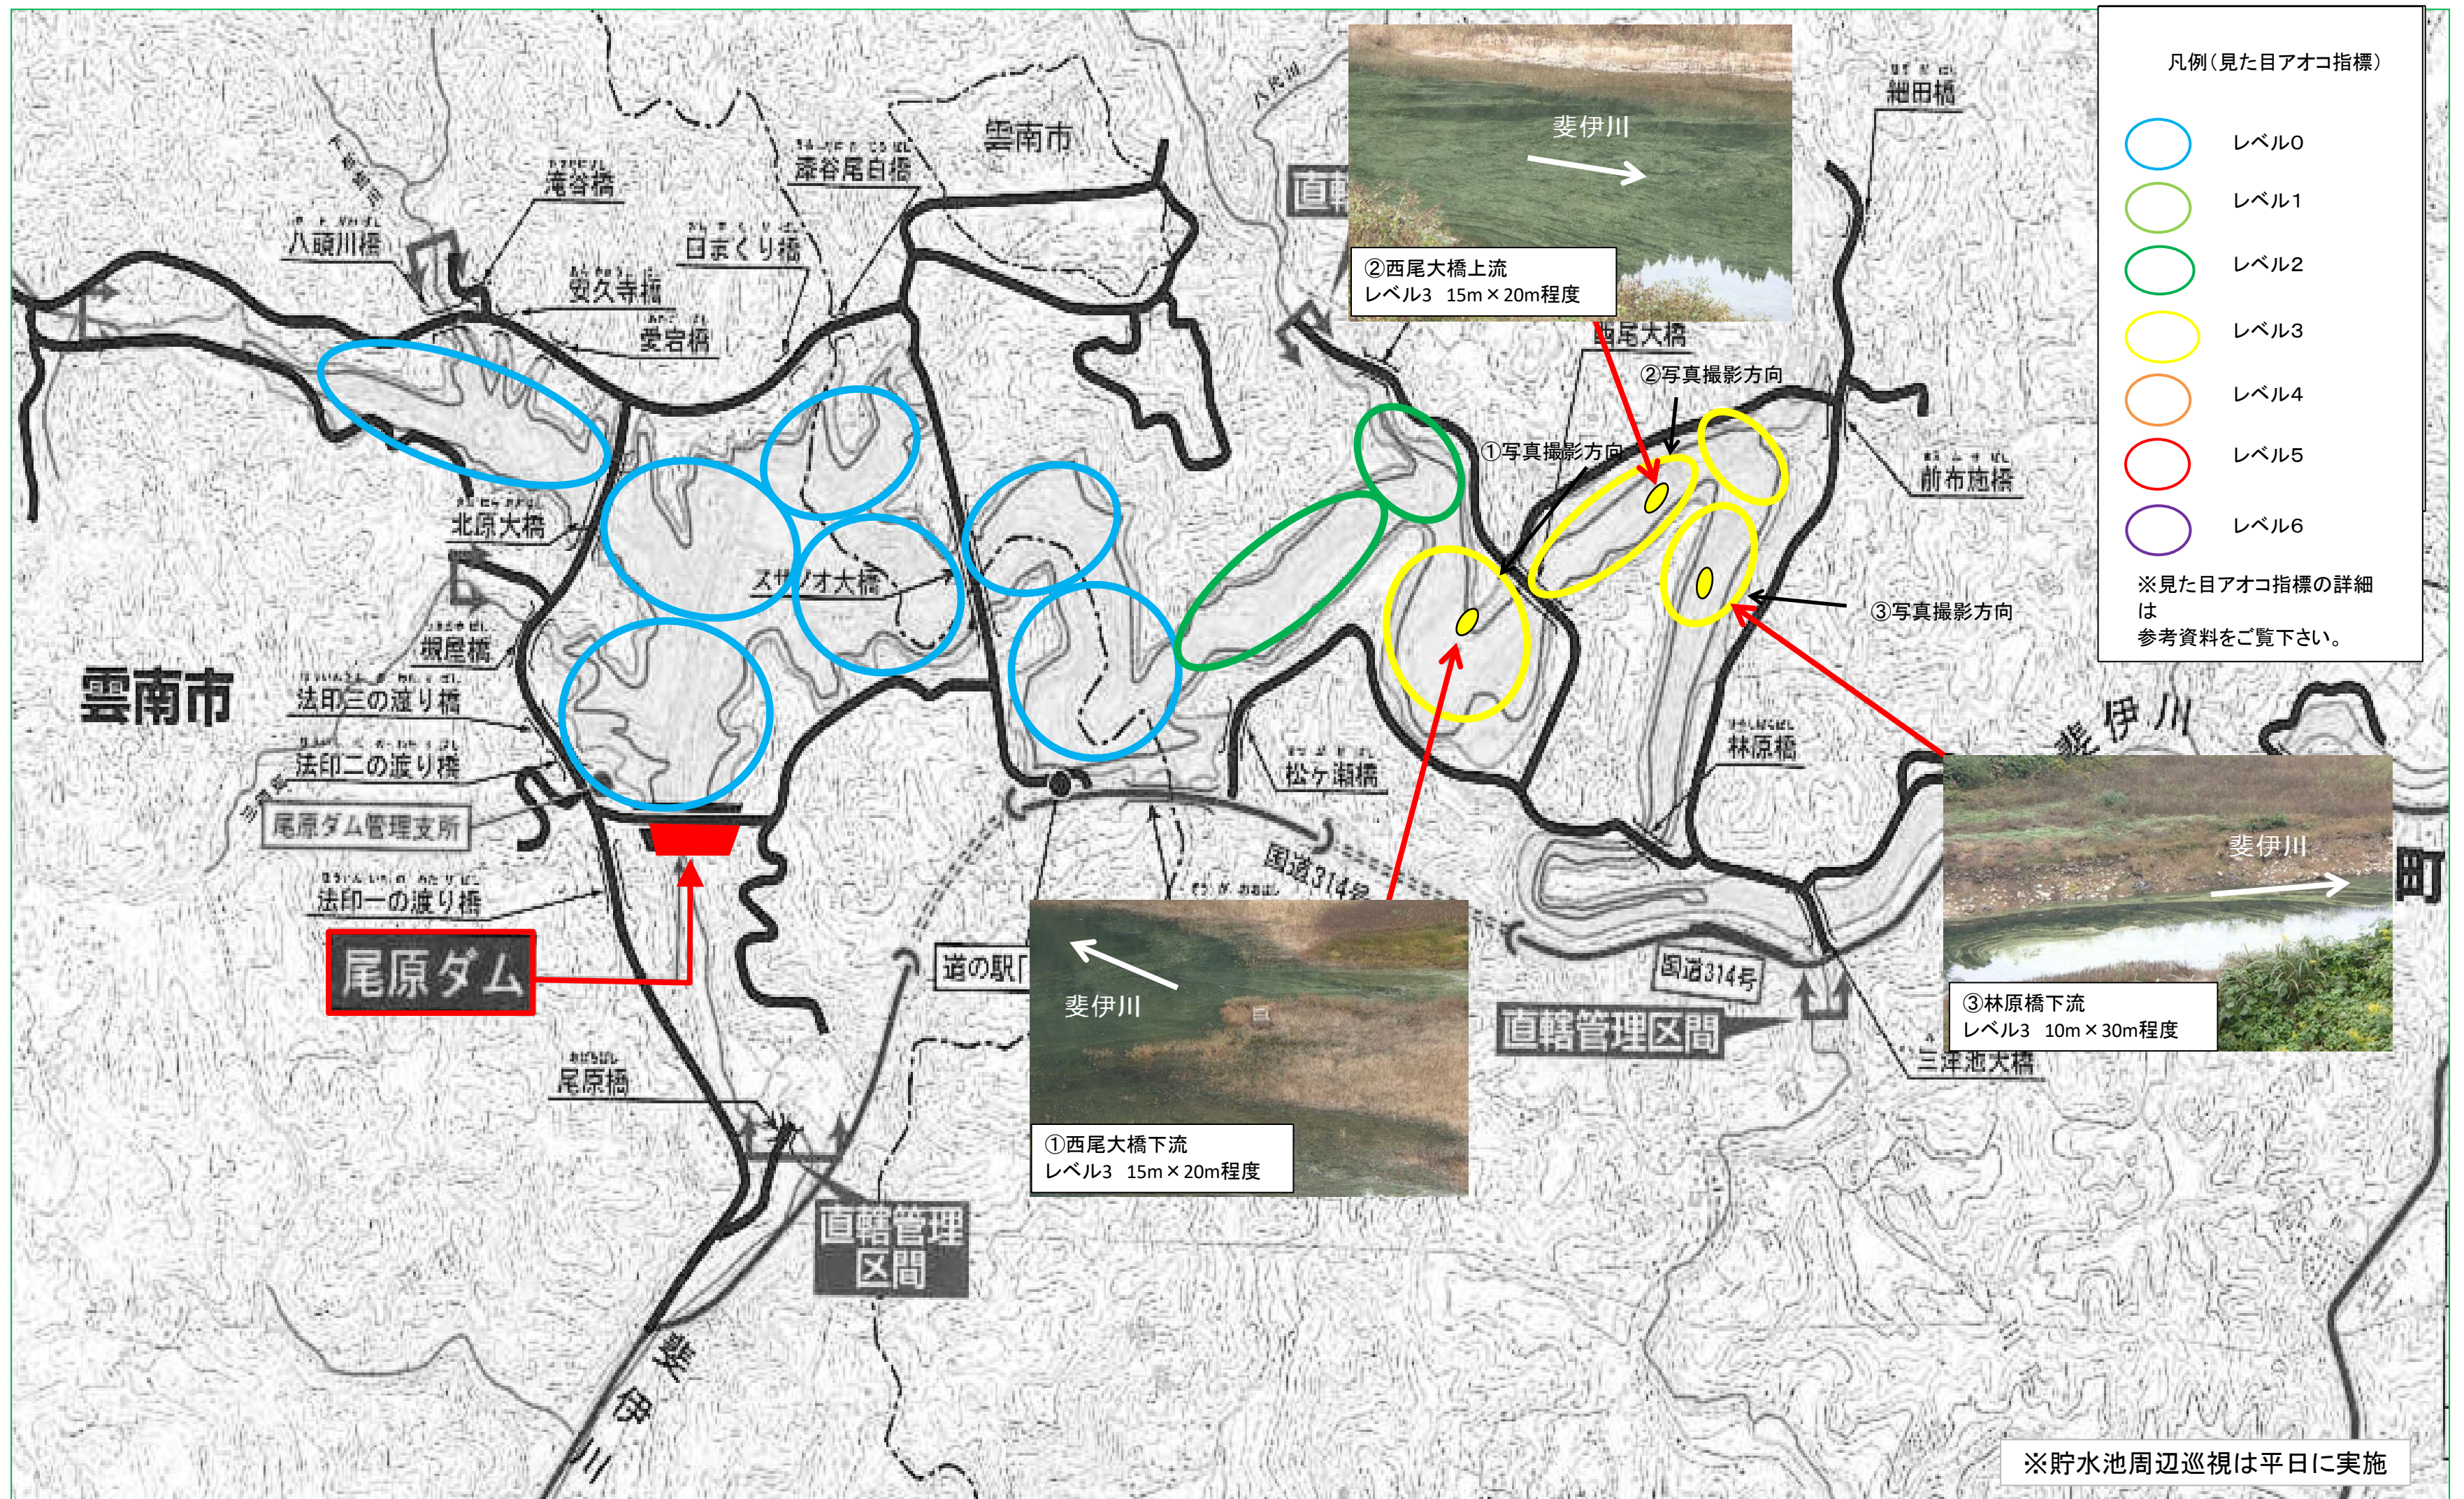 凡例(見た目アオコ指標)
レベル0
レベル1
レベル2
レベル3
レベル4
レベル5
レベル6
※見た目アオコ指標の詳細
は
参考資料をご覧下さい。
斐伊川
②西尾大橋上流
レベル3 15m×20m程度
細田橋
雲南市
滝谷橋
八頭川橋
安久寺橋
愛宕橋
西尾大橋
②写真撮影方向
①写真撮影方向
前布施橋
北原大橋
スサノオ大橋
③写真撮影方向
雲南市
法印三の渡り橋
法印二の渡り橋
尾原ダム管理支所
法印一の渡り橋
林原橋
松ヶ瀬橋
斐伊川
国道314号
尾原ダム
道の駅「
斐伊川
①西尾大橋下流
レベル3 15m×20m程度
斐伊川
③林原橋下流
レベル3 10m×30m程度
町
国道314号
直轄管理区間
三津池大橋
尾原橋
おばらばし
直轄管理
区間
斐伊川
※貯水池周辺巡視は平日に実施